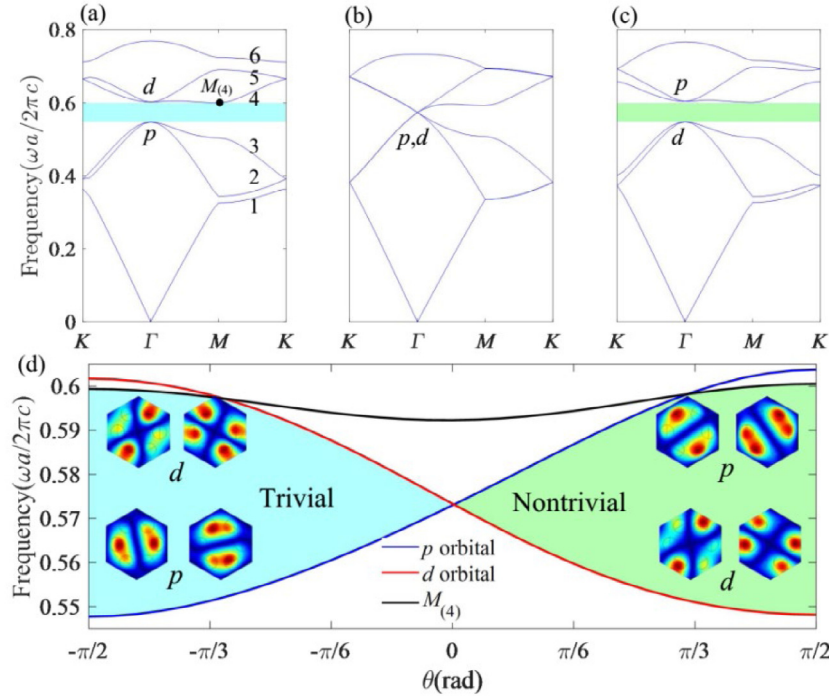 (a)
(b)
(c)
Frequency(ωa/2πc)
0.8
0.6
0.4
0.2
0
d
p
M(4)
6
5
4
3
2
1
K Γ M K
p,d
K Γ M K
p
d
K Γ M K
(d)
Frequency(ωa/2πc)
0.6
0.59
0.58
0.57
0.56
0.55
d
p
Trivial
Nontrivial
p
d
p orbital
d orbital
M(4)
-π/2 -π/3 -π/6 0 π/6 π/3 π/2
θ(rad)